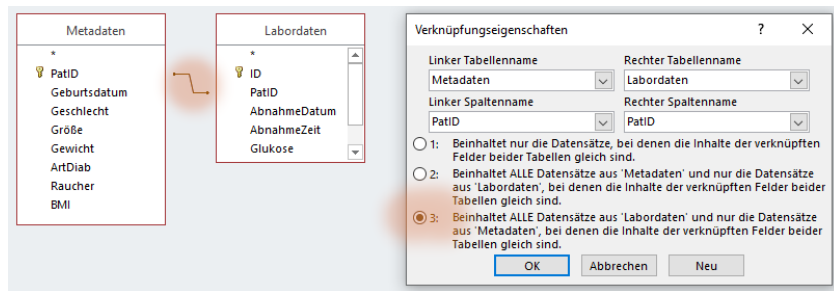 Metadaten
*
PatID
Geburtsdatum
Geschlecht
Größe
Gewicht
ArtDiab
Raucher
BMI
Labordaten
*
ID
PatID
AbnahmeDatum
AbnahmeZeit
Glukose
Verknüpfungseigenschaften ? ×
Linker Tabellenname Rechter Tabellenname
Metadaten Labordaten
Linker Spaltenname Rechter Spaltenname
PatID PatID
1: Beinhaltet nur die Datensätze, bei denen die Inhalte der verknüpften
Felder beider Tabellen gleich sind.
2: Beinhaltet ALLE Datensätze aus 'Metadaten' und nur die Datensätze
aus 'Labordaten', bei denen die Inhalte der verknüpften Felder beider
Tabellen gleich sind.
3: Beinhaltet ALLE Datensätze aus 'Labordaten' und nur die Datensätze
aus 'Metadaten', bei denen die Inhalte der verknüpften Felder beider
Tabellen gleich sind.
OK Abbrechen Neu